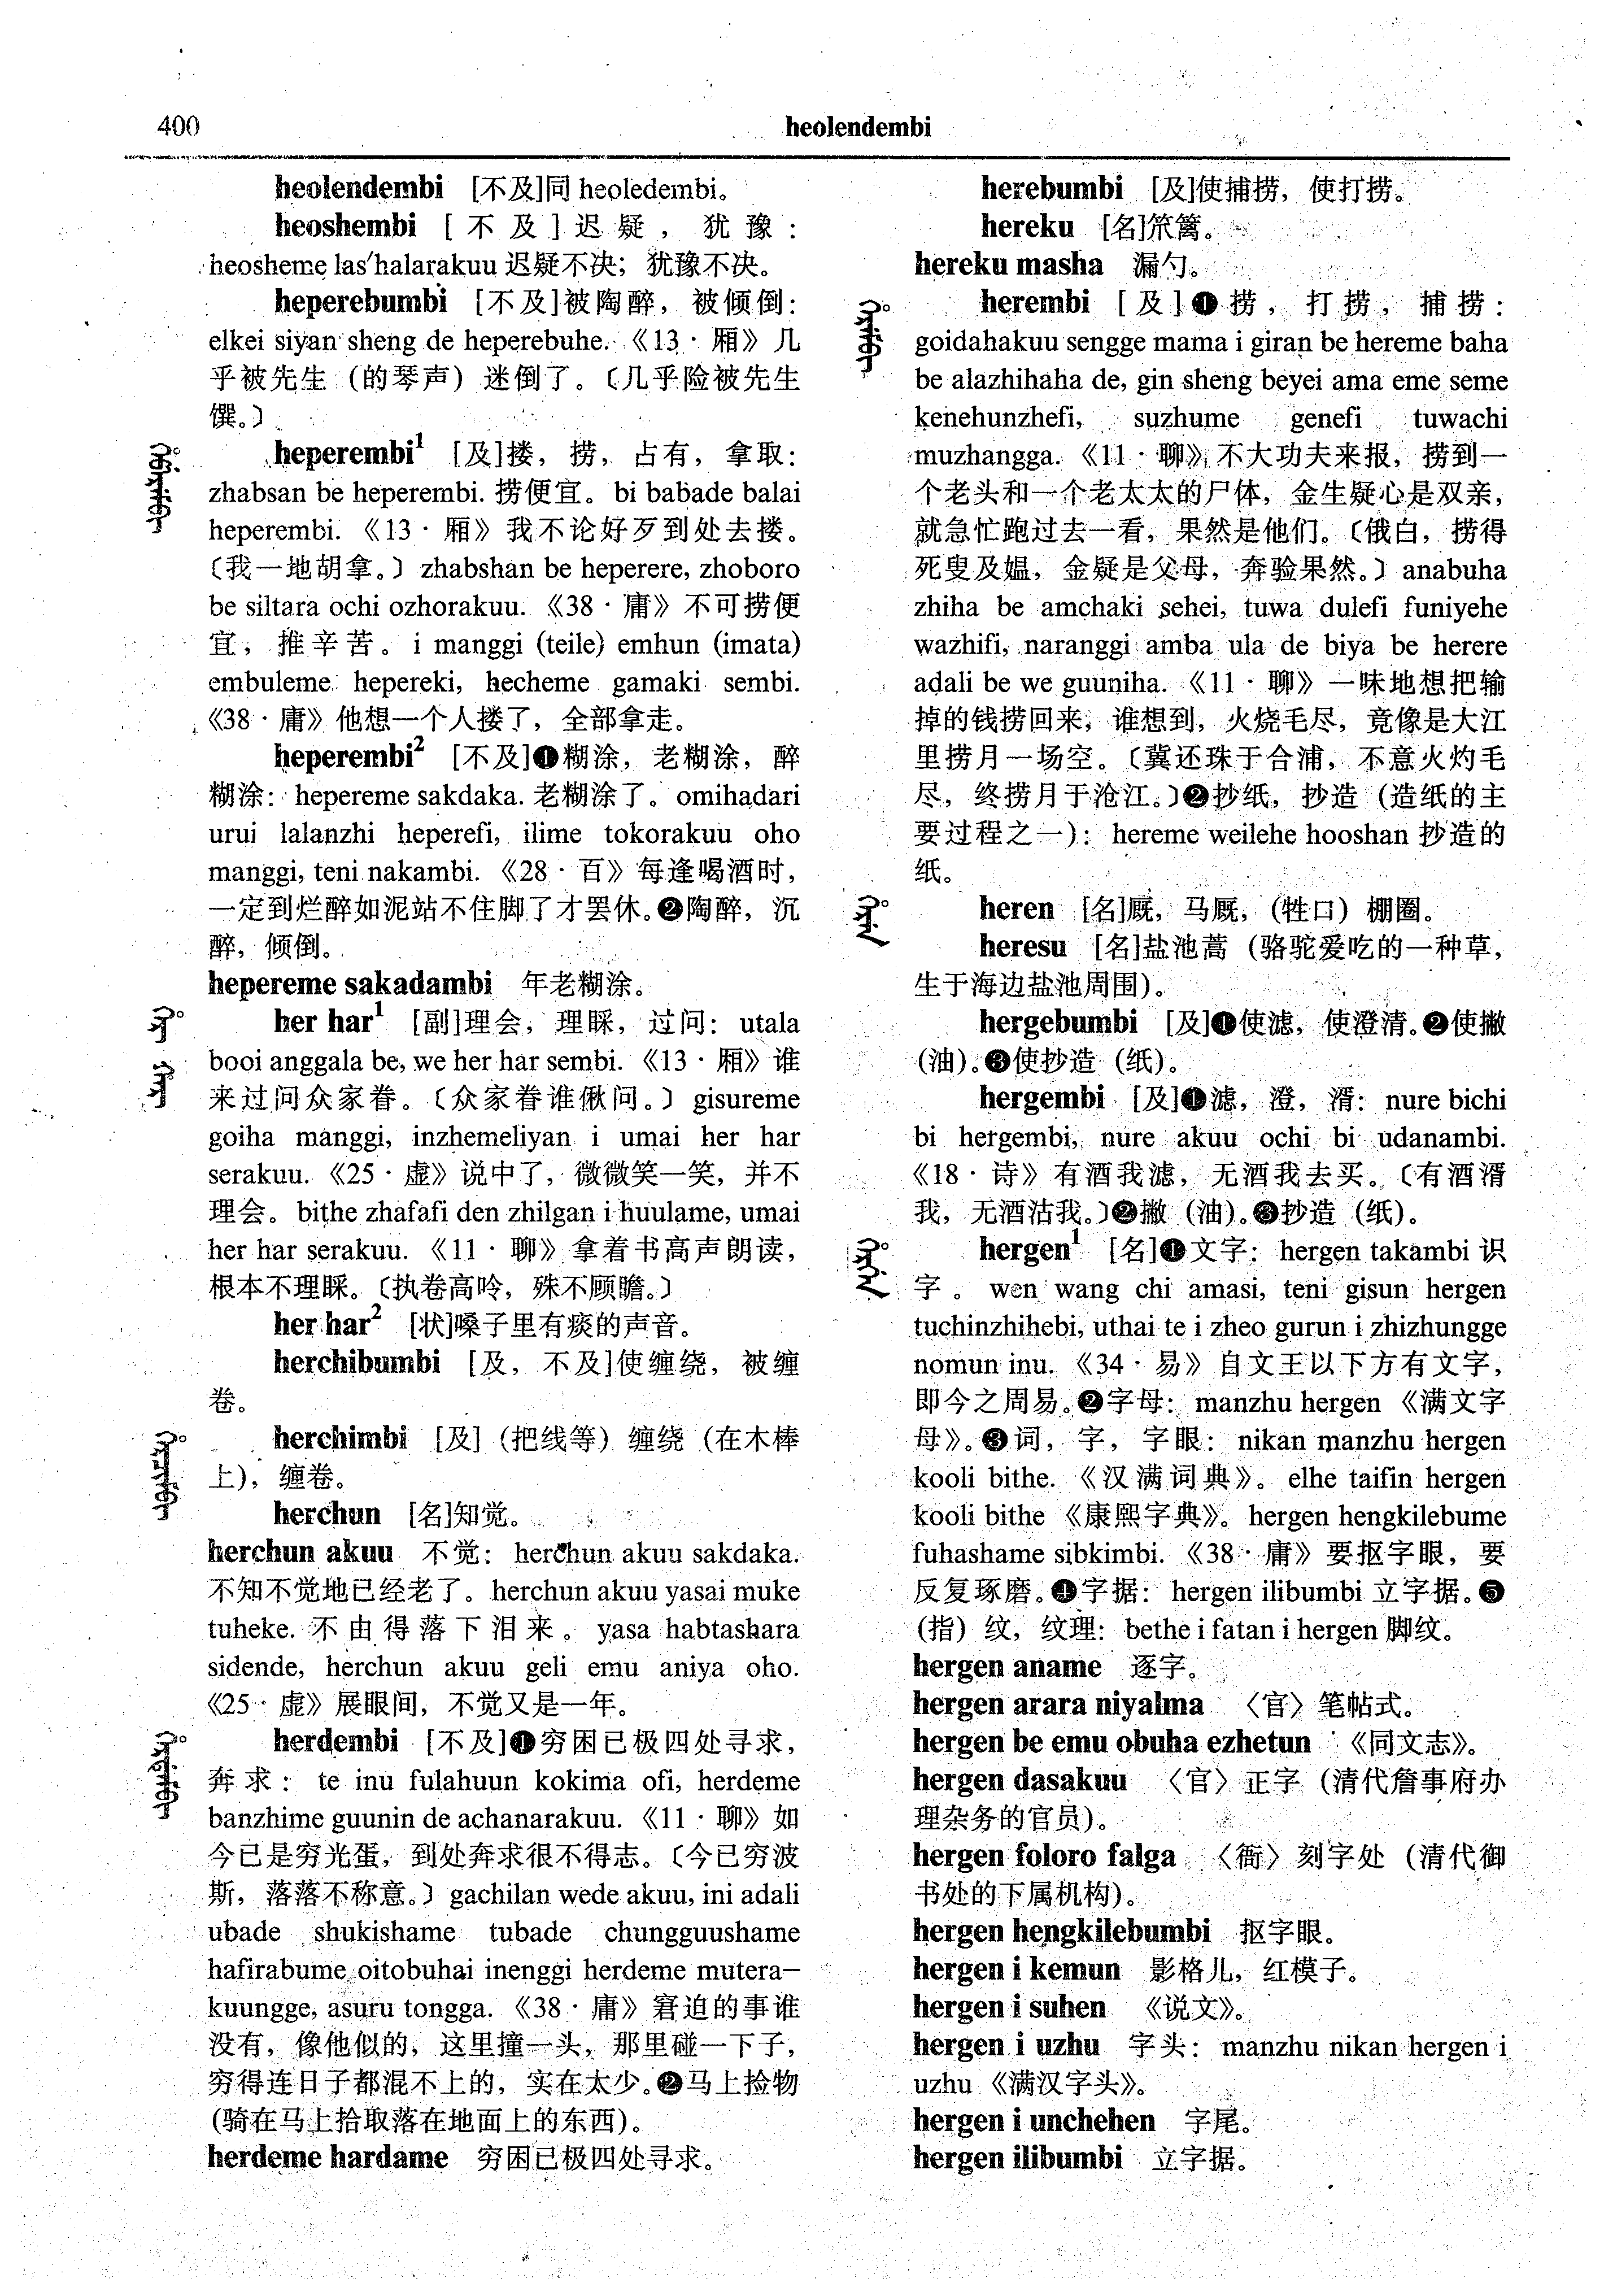 400
heolendembi
heolendembi [不及]同 heoledembi。
heoshembi [不及]迟疑，犹豫：
heosheme las'halarakuu 迟疑不决；犹豫不决。
heperebumbi [不及]被陶醉，被倾倒：
elkei siyan sheng de heperebuhe.《13·厢》几
乎被先生（的琴声）迷倒了。〔几乎险被先生
馔。〕
heperembi¹ [及]搂，捞，占有，拿取：
zhabsan be heperembi. 捞便宜。bi babade balai
heperembi.《13·厢》我不论好歹到处去搂。
〔我一地胡拿。〕zhabshan be heperere, zhoboro
be siltara ochi ozhorakuu.《38·庸》不可捞便
宜，推辛苦。i manggi (teile) emhun (imata)
embuleme hepereki, hecheme gamaki sembi.
《38·庸》他想一个人搂了，全部拿走。
heperembi² [不及]❶糊涂，老糊涂，醉
糊涂：hepereme sakdaka. 老糊涂了。omihadari
urui lalanzhi heperefi, ilime tokorakuu oho
manggi, teni nakambi.《28·百》每逢喝酒时，
一定到烂醉如泥站不住脚了才罢休。❷陶醉，沉
醉，倾倒。
hepereme sakadambi 年老糊涂。
her har¹ [副]理会，理睬，过问：utala
booi anggala be, we her har sembi.《13·厢》谁
来过问众家眷。〔众家眷谁偢问。〕gisureme
goiha manggi, inzhemeliyan i umai her har
serakuu.《25·虚》说中了，微微笑一笑，并不
理会。bithe zhafafi den zhilgan i huulame, umai
her har serakuu.《11·聊》拿着书高声朗读，
根本不理睬。〔执卷高吟，殊不顾瞻。〕
her har² [状]嗓子里有痰的声音。
herchibumbi [及，不及]使缠绕，被缠
卷。
herchimbi [及]（把线等）缠绕（在木棒
上），缠卷。
herchun [名]知觉。
herchun akuu 不觉：herchun akuu sakdaka.
不知不觉地已经老了。herchun akuu yasai muke
tuheke. 不由得落下泪来。yasa habtashara
sidende, herchun akuu geli emu aniya oho.
《25·虚》展眼间，不觉又是一年。
herdembi [不及]❶穷困已极四处寻求，
奔求：te inu fulahuun kokima ofi, herdeme
banzhime guunin de achanarakuu.《11·聊》如
今已是穷光蛋，到处奔求很不得志。〔今已穷波
斯，落落不称意。〕gachilan wede akuu, ini adali
ubade shukishame tubade chungguushame
hafirabume oitobuhai inenggi herdeme mutera–
kuungge, asuru tongga.《38·庸》窘迫的事谁
没有，像他似的，这里撞一头，那里碰一下子，
穷得连日子都混不上的，实在太少。❷马上捡物
（骑在马上拾取落在地面上的东西）。
herdeme hardame 穷困已极四处寻求。
herebumbi [及]使捕捞，使打捞。
hereku [名]笊篱。
hereku masha 漏勺。
herembi [及]❶捞，打捞，捕捞：
goidahakuu sengge mama i giran be hereme baha
be alazhihaha de, gin sheng beyei ama eme seme
kenehunzhefi, suzhume genefi tuwachi
muzhangga.《11·聊》不大功夫来报，捞到一
个老头和一个老太太的尸体，金生疑心是双亲，
就急忙跑过去一看，果然是他们。〔俄白，捞得
死叟及媪，金疑是父母，奔验果然。〕anabuha
zhiha be amchaki sehei, tuwa dulefi funiyehe
wazhifi, naranggi amba ula de biya be herere
adali be we guuniha.《11·聊》一味地想把输
掉的钱捞回来，谁想到，火烧毛尽，竟像是大江
里捞月一场空。〔冀还珠于合浦，不意火灼毛
尽，终捞月于沧江。〕❷抄纸，抄造（造纸的主
要过程之一）：hereme weilehe hooshan 抄造的
纸。
heren [名]厩，马厩，（牲口）棚圈。
heresu [名]盐池蒿（骆驼爱吃的一种草，
生于海边盐池周围）。
hergebumbi [及]❶使滤，使澄清。❷使撇
（油）。❸使抄造（纸）。
hergembi [及]❶滤，澄，湑：nure bichi
bi hergembi, nure akuu ochi bi udanambi.
《18·诗》有酒我滤，无酒我去买。〔有酒湑
我，无酒沽我。〕❷撇（油）。❸抄造（纸）。
hergen¹ [名]❶文字：hergen takambi 识
字。wen wang chi amasi, teni gisun hergen
tuchinzhihebi, uthai te i zheo gurun i zhizhungge
nomun inu.《34·易》自文王以下方有文字，
即今之周易。❷字母：manzhu hergen《满文字
母》。❸词，字，字眼：nikan manzhu hergen
kooli bithe.《汉满词典》。elhe taifin hergen
kooli bithe《康熙字典》。hergen hengkilebume
fuhashame sibkimbi.《38·庸》要抠字眼，要
反复琢磨。❹字据：hergen ilibumbi 立字据。❺
（指）纹，纹理：bethe i fatan i hergen 脚纹。
hergen aname 逐字。
hergen arara niyalma 〈官〉笔帖式。
hergen be emu obuha ezhetun 《同文志》。
hergen dasakuu 〈官〉正字（清代詹事府办
理杂务的官员）。
hergen foloro falga 〈衙〉刻字处（清代御
书处的下属机构）。
hergen hengkilebumbi 抠字眼。
hergen i kemun 影格儿，红模子。
hergen i suhen 《说文》。
hergen i uzhu 字头：manzhu nikan hergen i
uzhu《满汉字头》。
hergen i unchehen 字尾。
hergen ilibumbi 立字据。